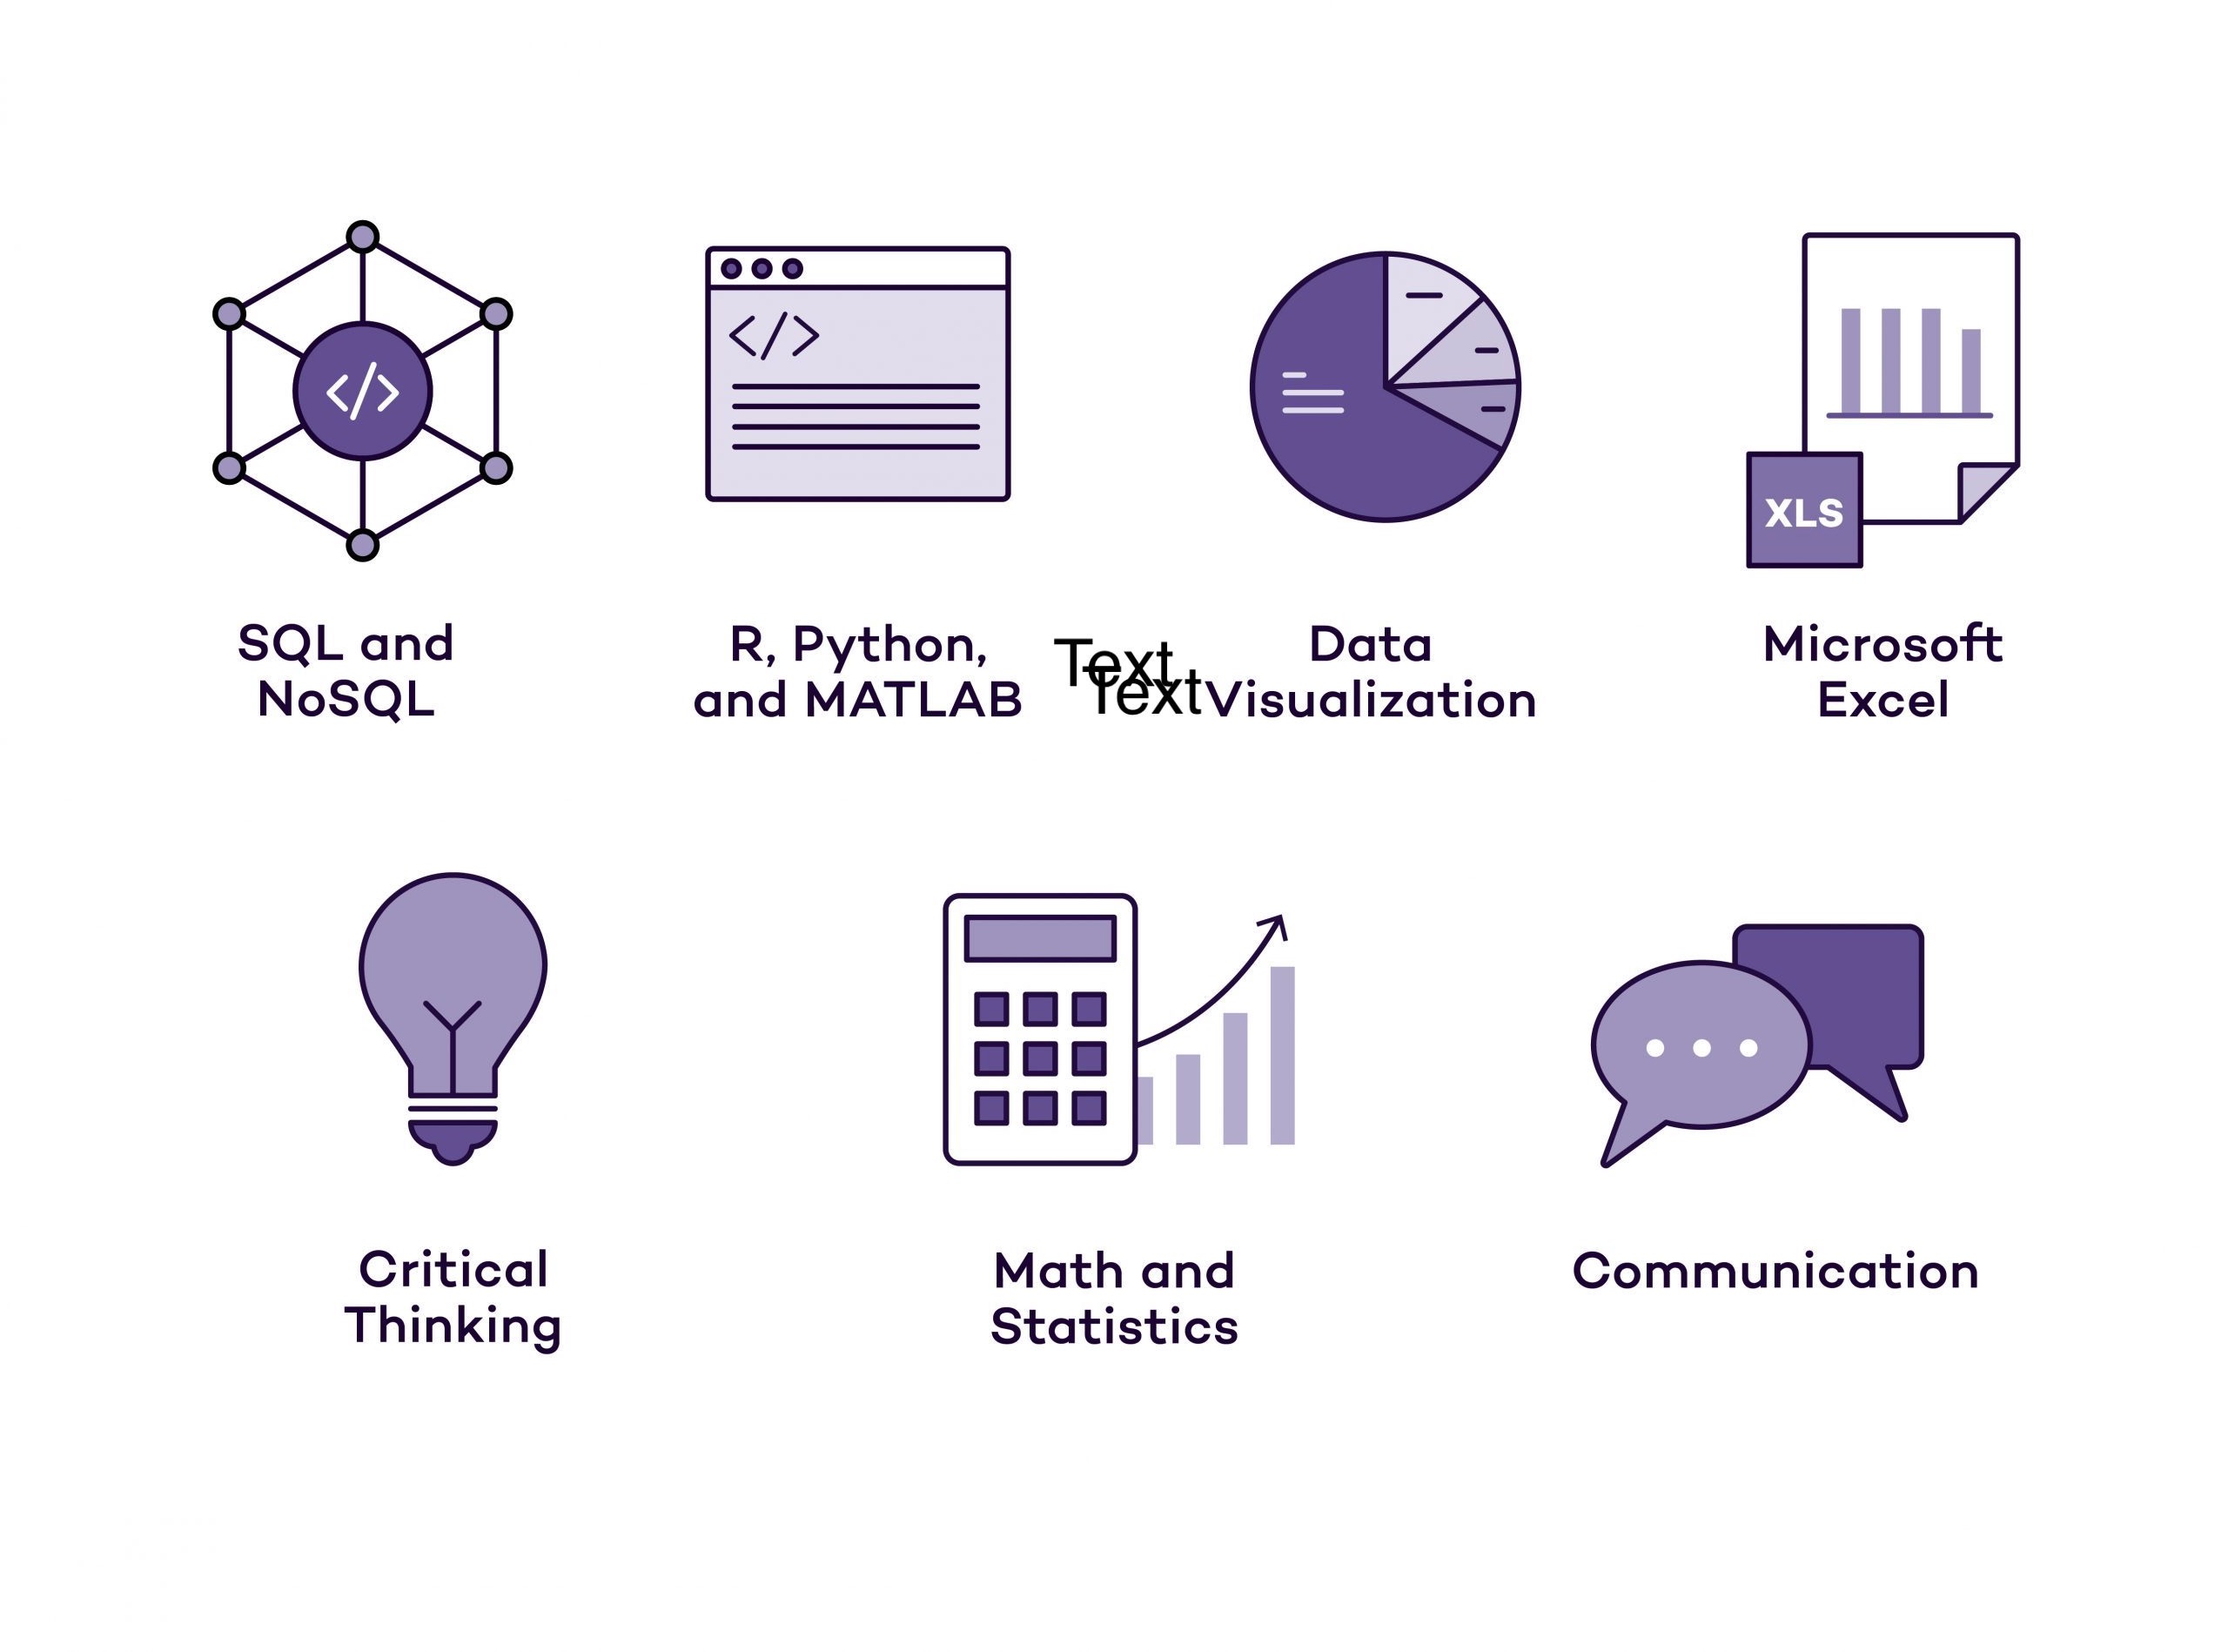 XLS
SQL and
NoSQL
R, Python,
and MATLAB
Text
Text
Data
Visualization
Microsoft
Excel
Critical
Thinking
Math and
Statistics
Communication